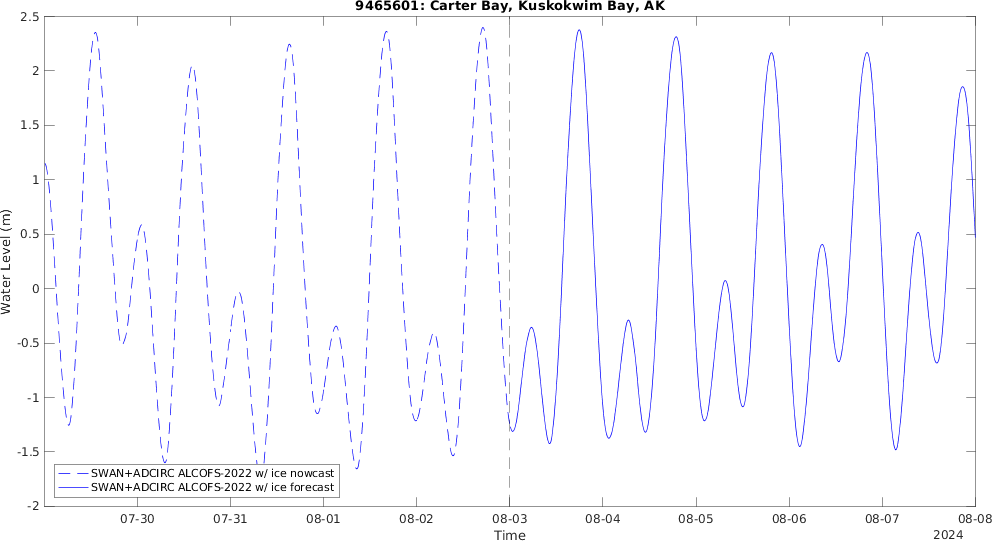 9465601: Carter Bay, Kuskokwim Bay, AK
2.5
2
1.5
1
0.5
0
-0.5
-1
-1.5
-2
Water Level (m)
SWAN+ADCIRC ALCOFS-2022 w/ ice nowcast
SWAN+ADCIRC ALCOFS-2022 w/ ice forecast
07-30 07-31 08-01 08-02 08-03 08-04 08-05 08-06 08-07 08-08
Time
2024